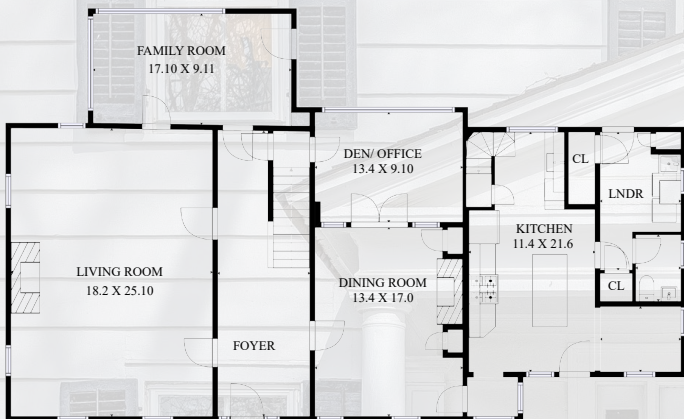 FAMILY ROOM
17.10 X 9.11
DEN/ OFFICE
13.4 X 9.10
CL
LNDR
KITCHEN
11.4 X 21.6
LIVING ROOM
18.2 X 25.10
DINING ROOM
13.4 X 17.0
CL
FOYER